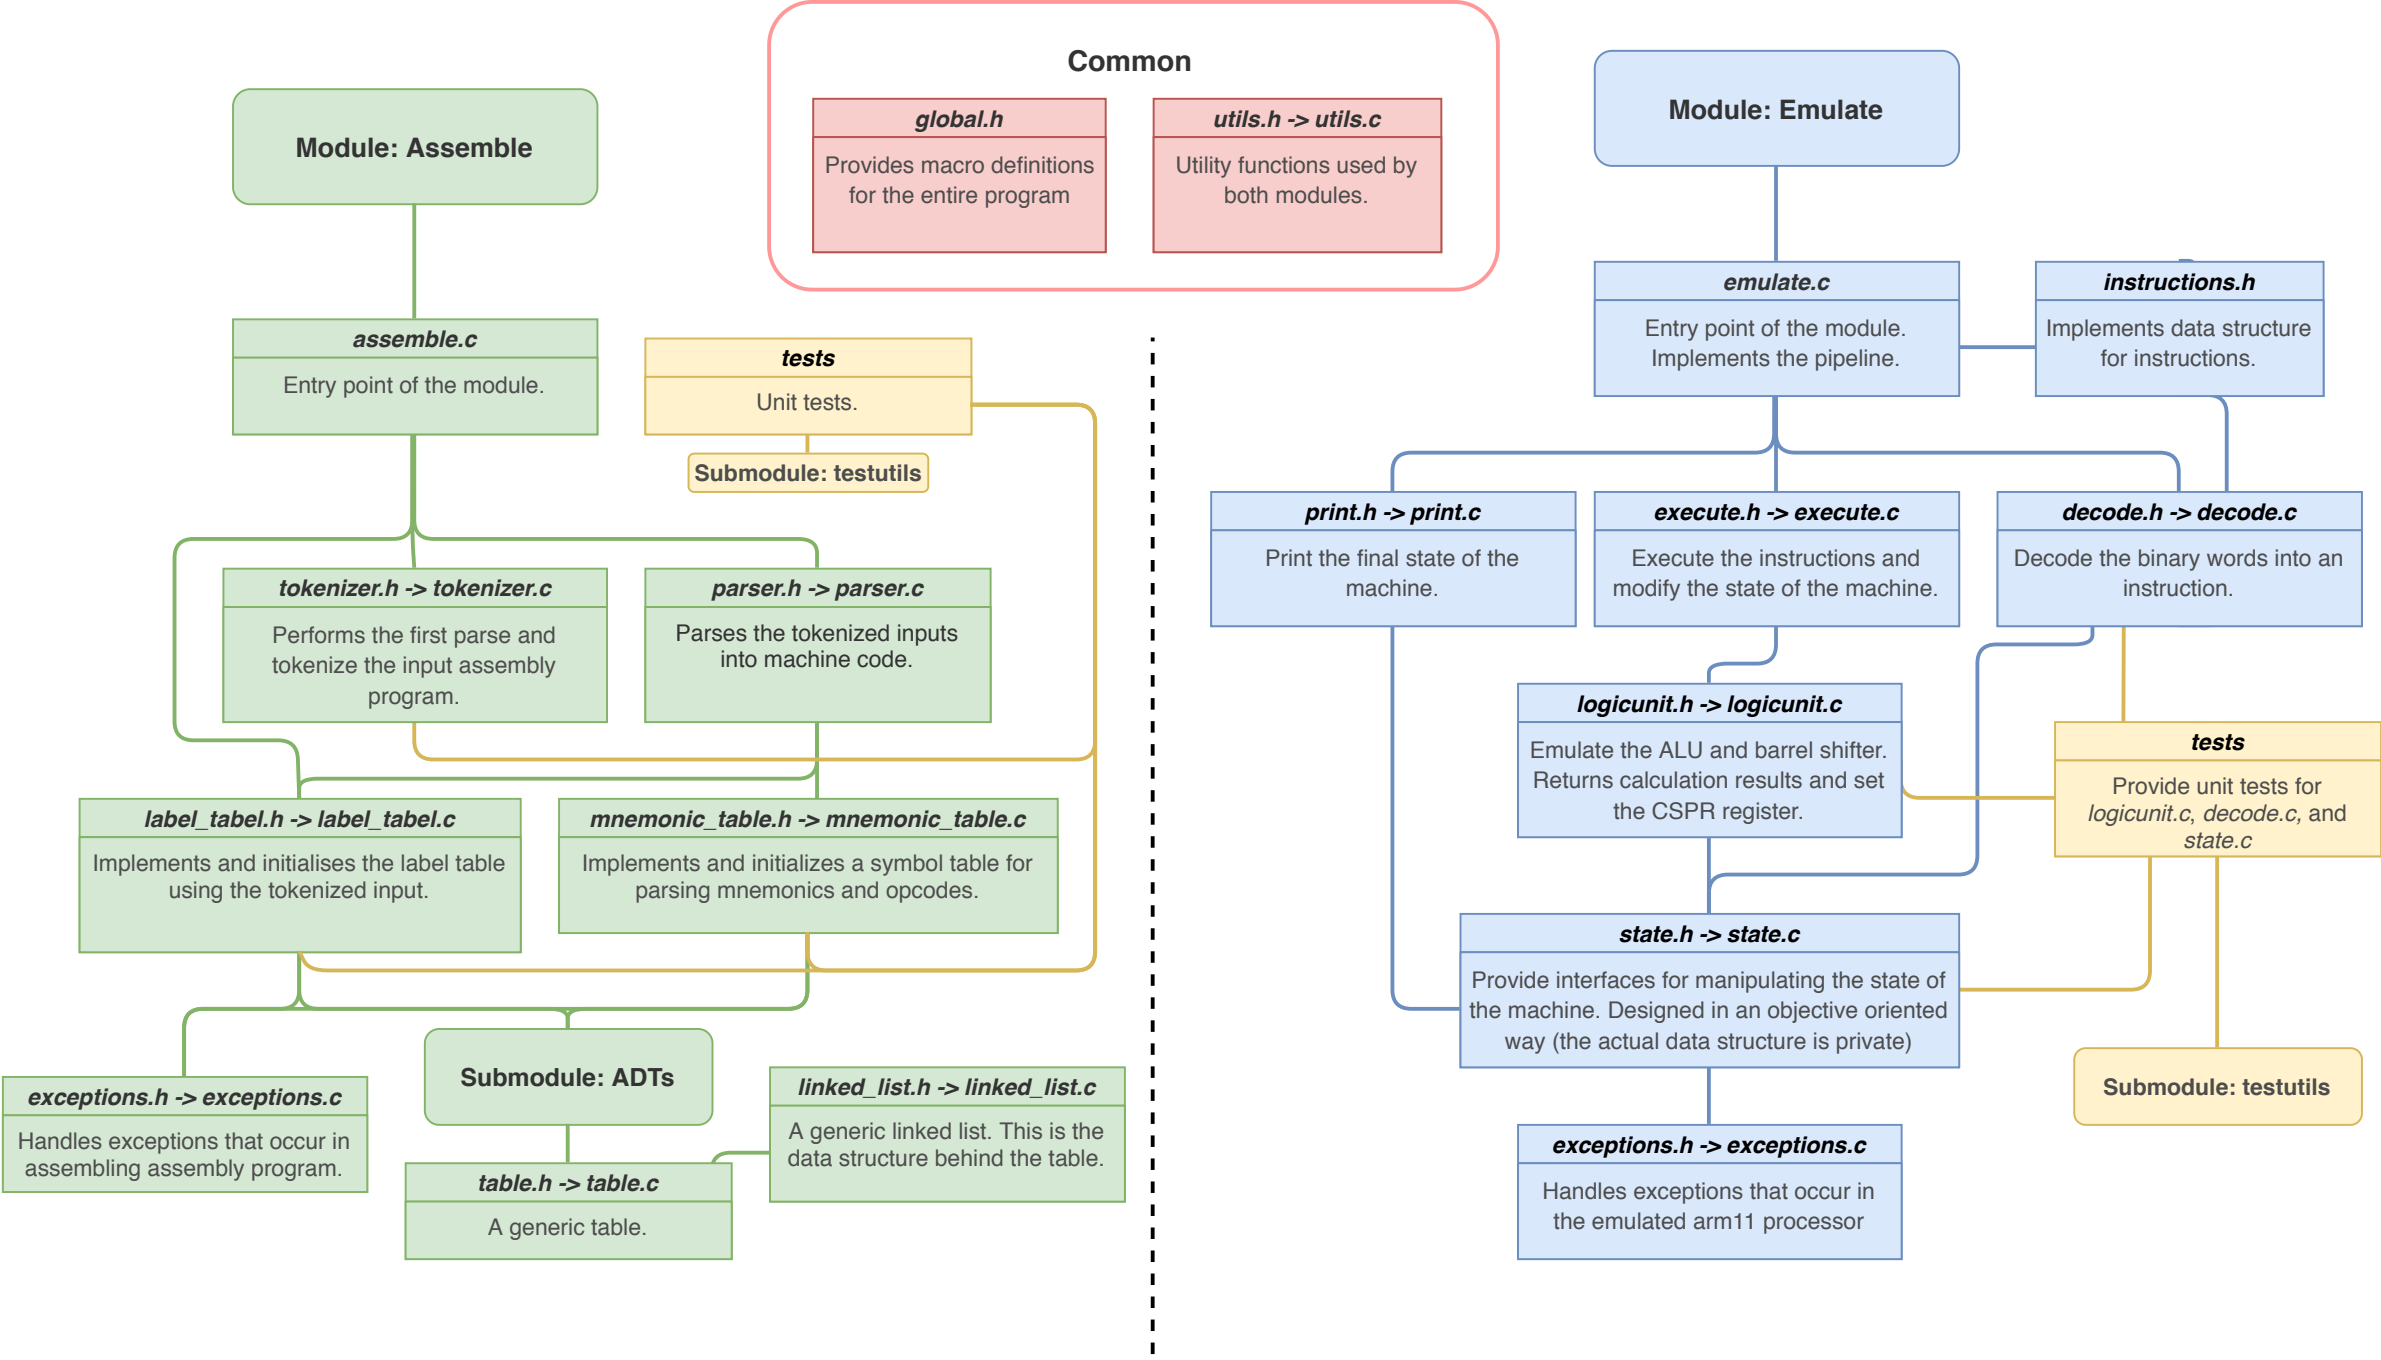 Common
global.h
Provides macro definitions
for the entire program
utils.h -> utils.c
Utility functions used by
both modules.
Module: Assemble
assemble.c
Entry point of the module.
tests
Unit tests.
Submodule: testutils
tokenizer.h -> tokenizer.c
Performs the first parse and
tokenize the input assembly
program.
parser.h -> parser.c
Parses the tokenized inputs
into machine code.
label_tabel.h -> label_tabel.c
Implements and initialises the label table
using the tokenized input.
mnemonic_table.h -> mnemonic_table.c
Implements and initializes a symbol table for
parsing mnemonics and opcodes.
exceptions.h -> exceptions.c
Handles exceptions that occur in
assembling assembly program.
Submodule: ADTs
table.h -> table.c
A generic table.
linked_list.h -> linked_list.c
A generic linked list. This is the
data structure behind the table.
Module: Emulate
emulate.c
Entry point of the module.
Implements the pipeline.
instructions.h
Implements data structure
for instructions.
print.h -> print.c
Print the final state of the
machine.
execute.h -> execute.c
Execute the instructions and
modify the state of the machine.
decode.h -> decode.c
Decode the binary words into an
instruction.
logicunit.h -> logicunit.c
Emulate the ALU and barrel shifter.
Returns calculation results and set
the CSPR register.
tests
Provide unit tests for
logicunit.c, decode.c, and
state.c
state.h -> state.c
Provide interfaces for manipulating the state of
the machine. Designed in an objective oriented
way (the actual data structure is private)
Submodule: testutils
exceptions.h -> exceptions.c
Handles exceptions that occur in
the emulated arm11 processor